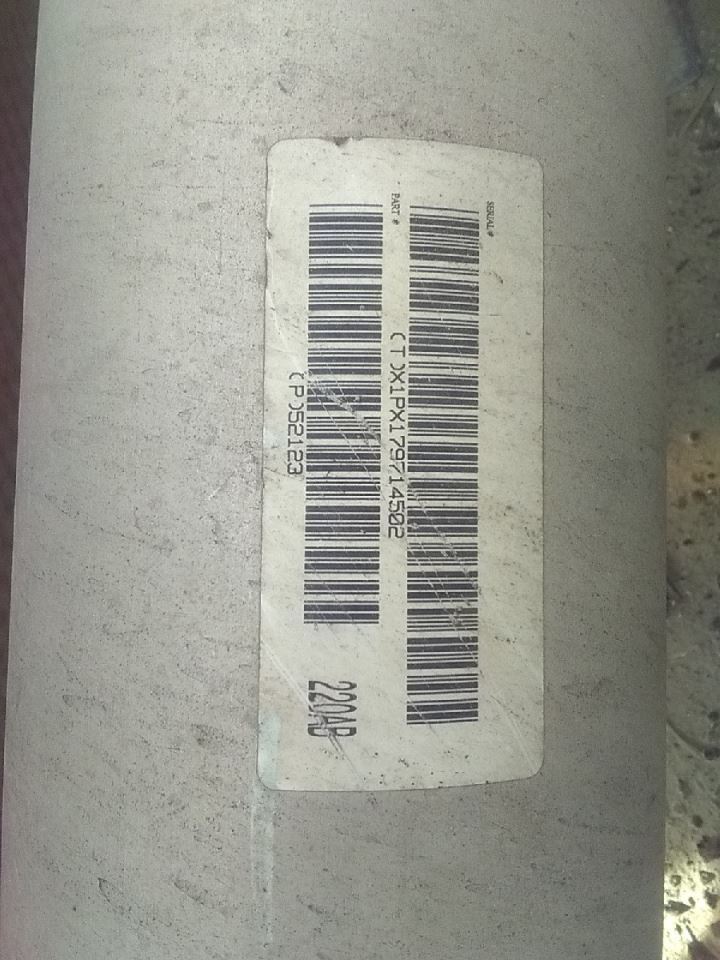 SERIAL #
(T)X1PX179714502
PART #
(P)52123
220AB